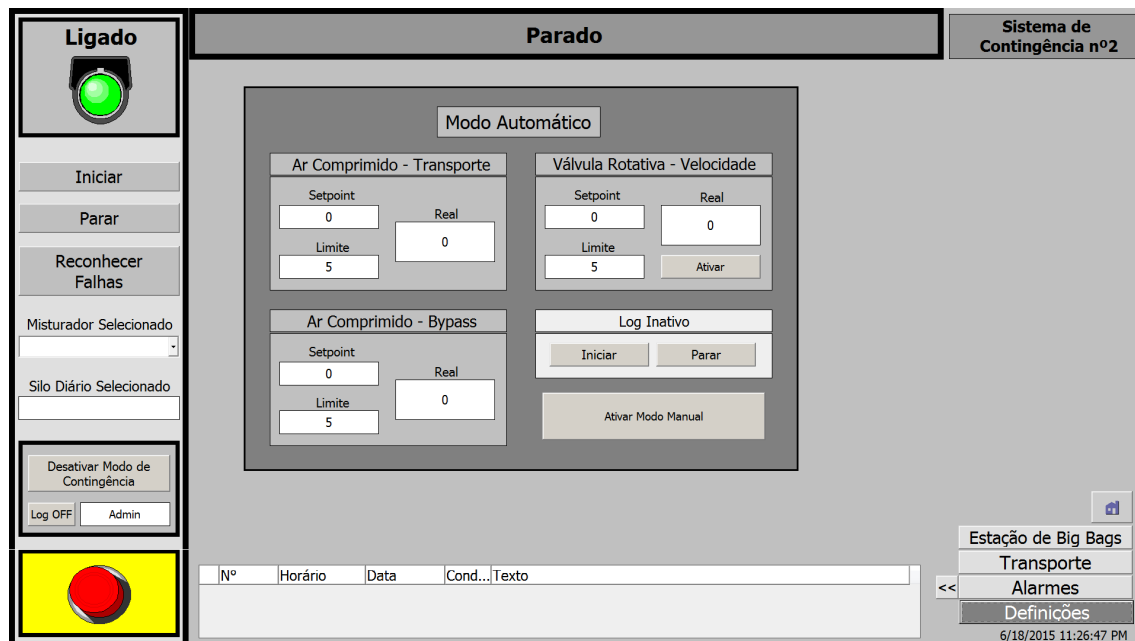 Ligado
Parado
Sistema de
Contingência nº2
Iniciar
Parar
Reconhecer
Falhas
Misturador Selecionado
Silo Diário Selecionado
Desativar Modo de
Contingência
Log OFF
Admin
Modo Automático
Ar Comprimido - Transporte
Setpoint
0
Real
0
Limite
5
Válvula Rotativa - Velocidade
Setpoint
0
Real
0
Limite
5
Ativar
Ar Comprimido - Bypass
Setpoint
0
Real
0
Limite
5
Log Inativo
Iniciar
Parar
Ativar Modo Manual
Nº Horário Data Cond... Texto
Estação de Big Bags
Transporte
<<
Alarmes
Definições
6/18/2015 11:26:47 PM